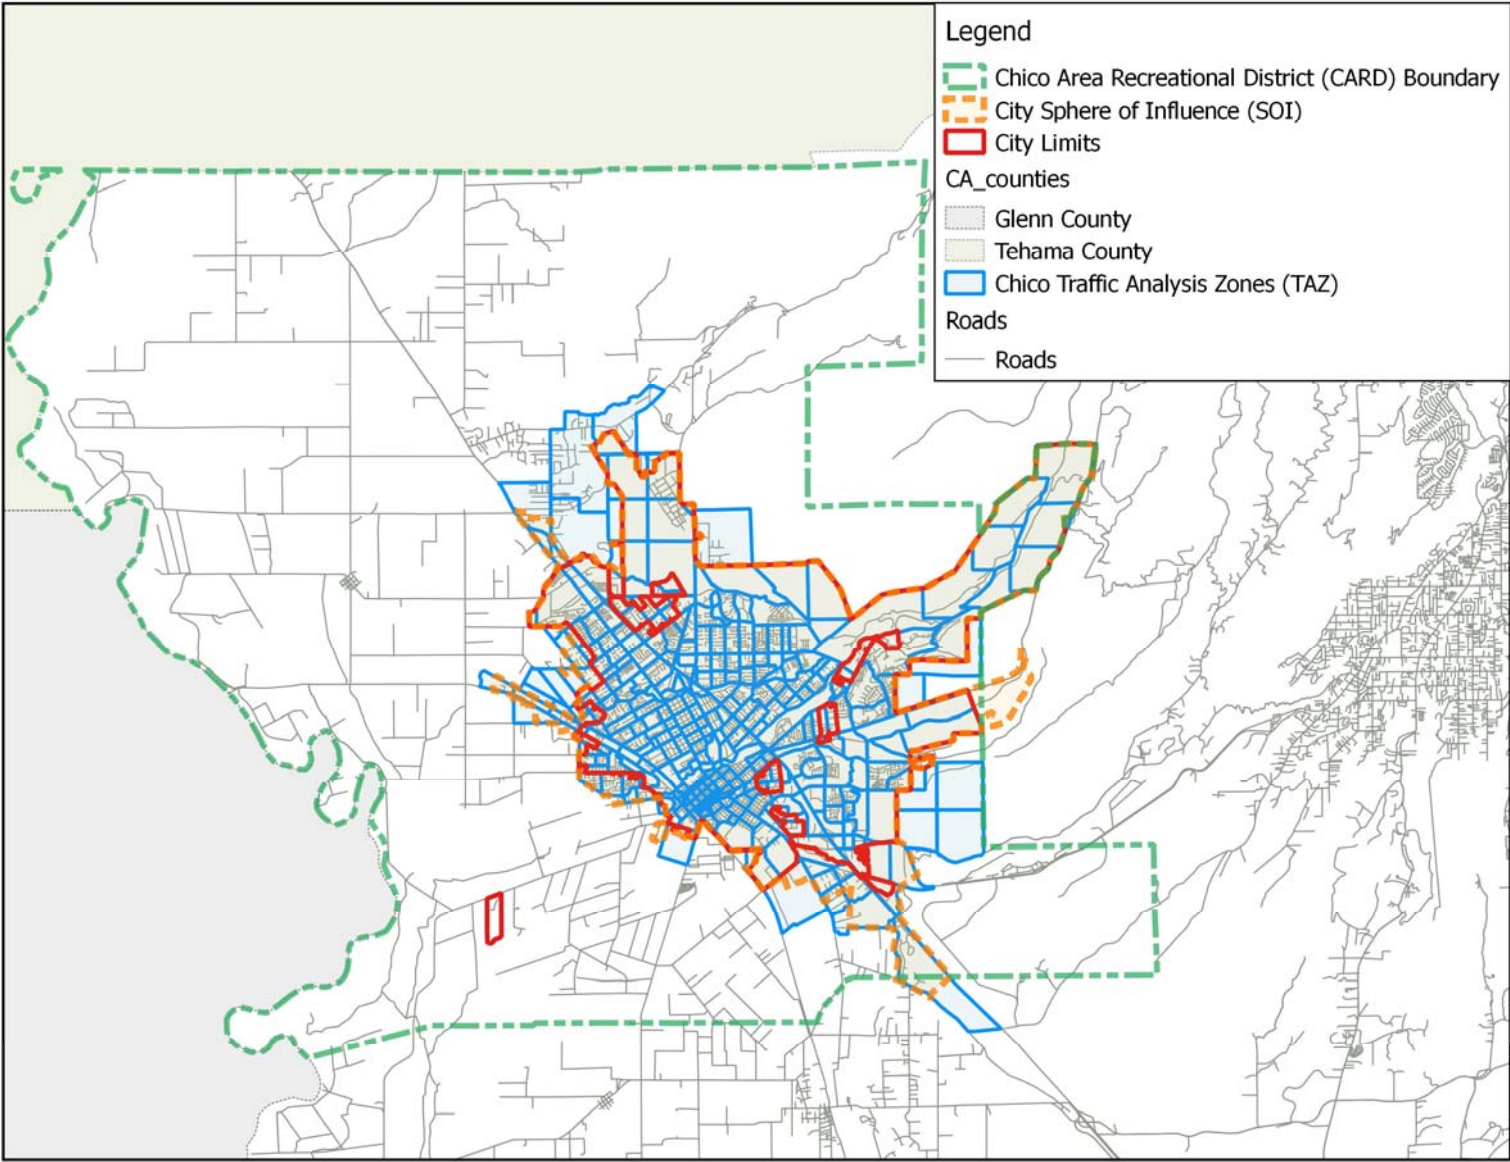 Legend
Chico Area Recreational District (CARD) Boundary
City Sphere of Influence (SOI)
City Limits
CA_counties
Glenn County
Tehama County
Chico Traffic Analysis Zones (TAZ)
Roads
Roads